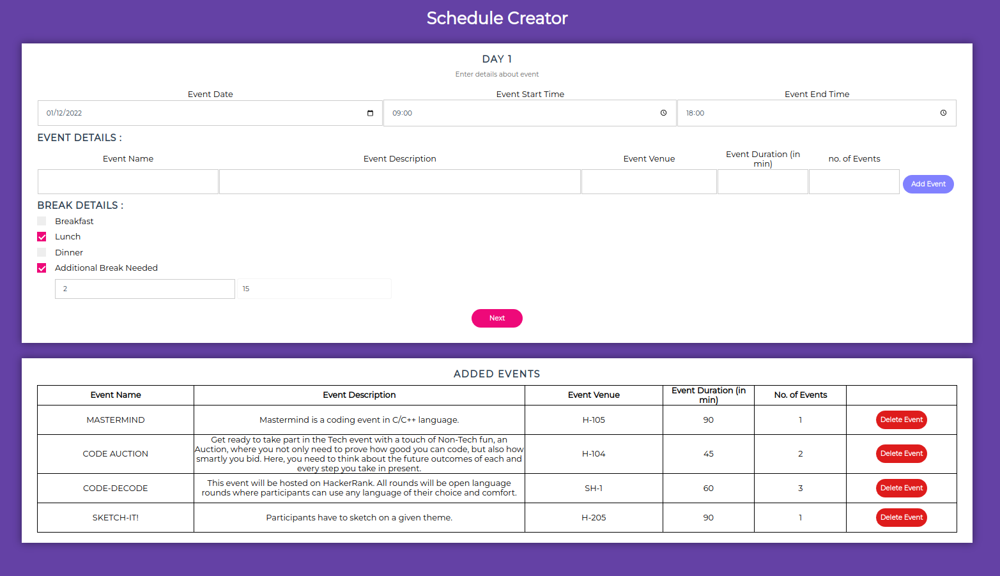 Schedule Creator
DAY 1
Enter details about event
Event Date
Event Start Time
Event End Time
01/12/2022
09:00
18:00
EVENT DETAILS :
Event Name
Event Description
Event Venue
Event Duration (in
min)
no. of Events
Add Event
BREAK DETAILS :
Breakfast
Lunch
Dinner
Additional Break Needed
2
15
Next
ADDED EVENTS
Event Name
Event Description
Event Venue
Event Duration (in
min)
No. of Events
MASTERMIND
Mastermind is a coding event in C/C++ language.
H-105
90
1
Delete Event
CODE AUCTION
Get ready to take part in the Tech event with a touch of Non-Tech fun, an
Auction, where you not only need to prove how good you can code, but also how
smartly you bid. Here, you need to think about the future outcomes of each and
every step you take in present.
H-104
45
2
Delete Event
CODE-DECODE
This event will be hosted on HackerRank. All rounds will be open language
rounds where participants can use any language of their choice and comfort.
SH-1
60
3
Delete Event
SKETCH-IT!
Participants have to sketch on a given theme.
H-205
90
1
Delete Event